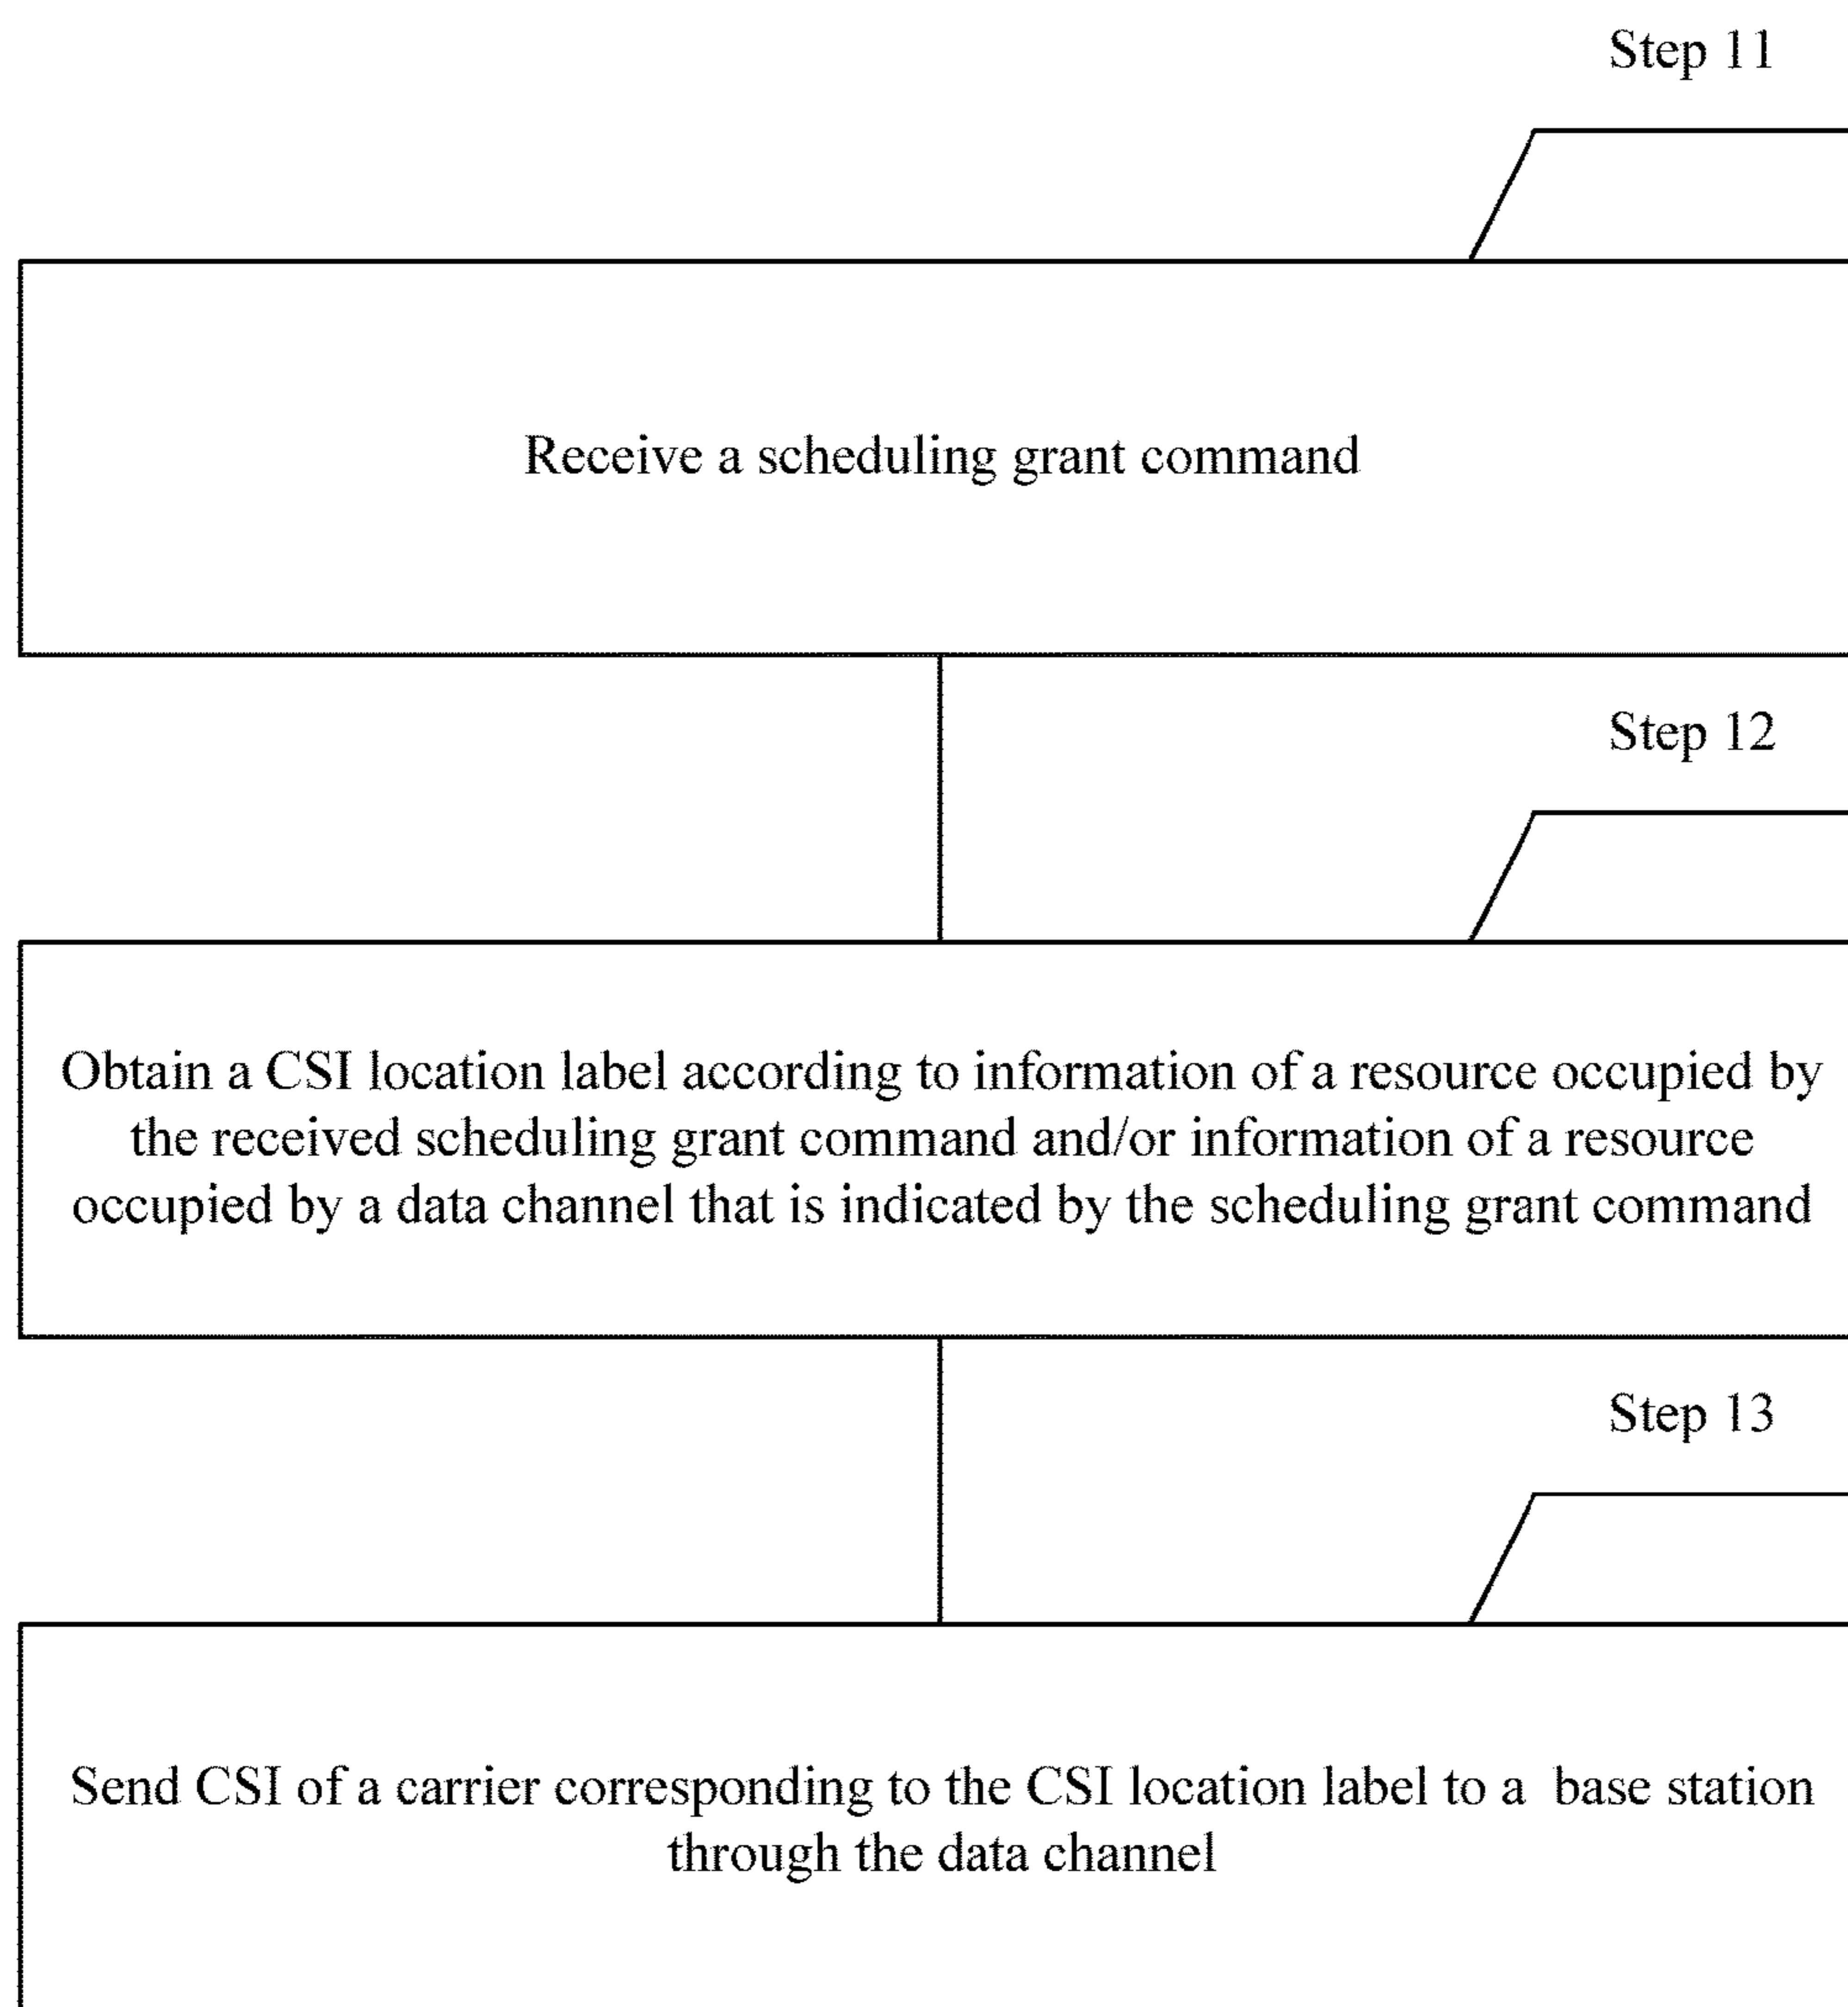 Step 11
Receive a scheduling grant command
Step 12
Obtain a CSI location label according to information of a resource occupied by
the received scheduling grant command and/or information of a resource
occupied by a data channel that is indicated by the scheduling grant command
Step 13
Send CSI of a carrier corresponding to the CSI location label to a base station
through the data channel